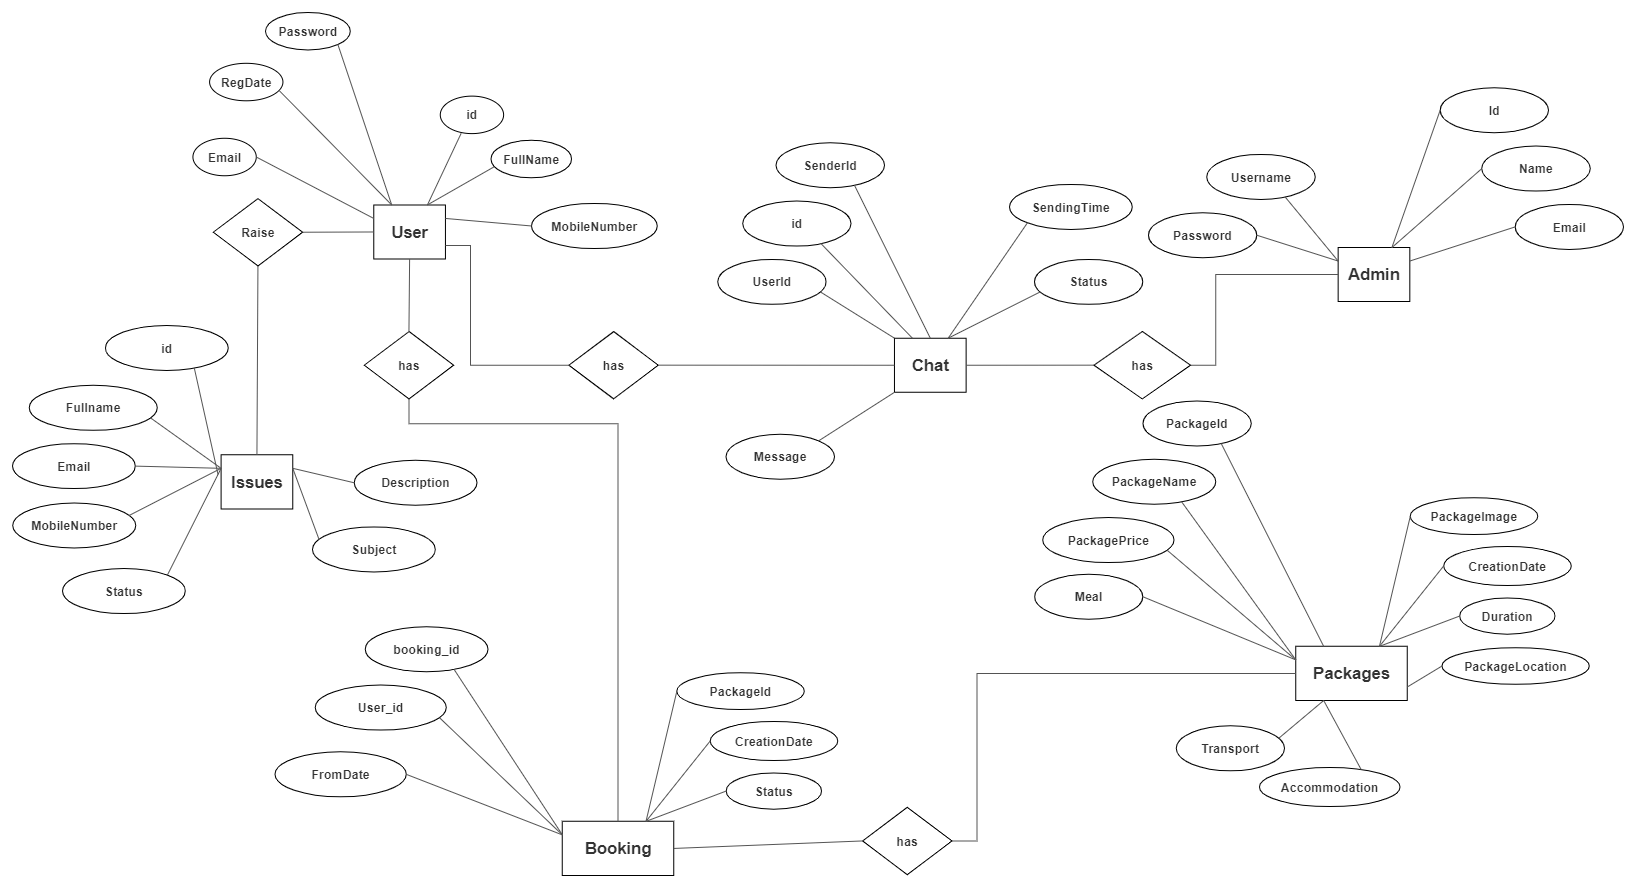 Password
RegDate
id
Email
FullName
MobileNumber
User
Raise
has
has
SenderId
id
UserId
SendingTime
Status
Chat
Message
has
Id
Name
Username
Email
Password
Admin
id
Fullname
Email
MobileNumber
Status
Issues
Description
Subject
PackageId
PackageName
PackagePrice
Meal
PackageImage
CreationDate
Duration
PackageLocation
Packages
Transport
Accommodation
booking_id
User_id
FromDate
PackageId
CreationDate
Status
Booking
has